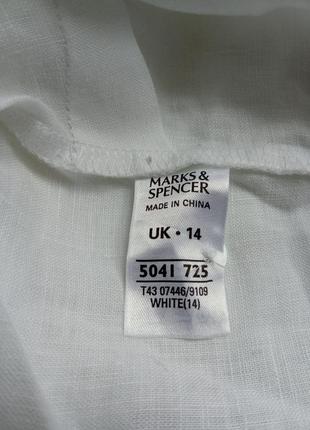 MARKS &
SPENCER
MADE IN CHINA
UK • 14
5041 725
T43 07446/9109
WHITE(14)